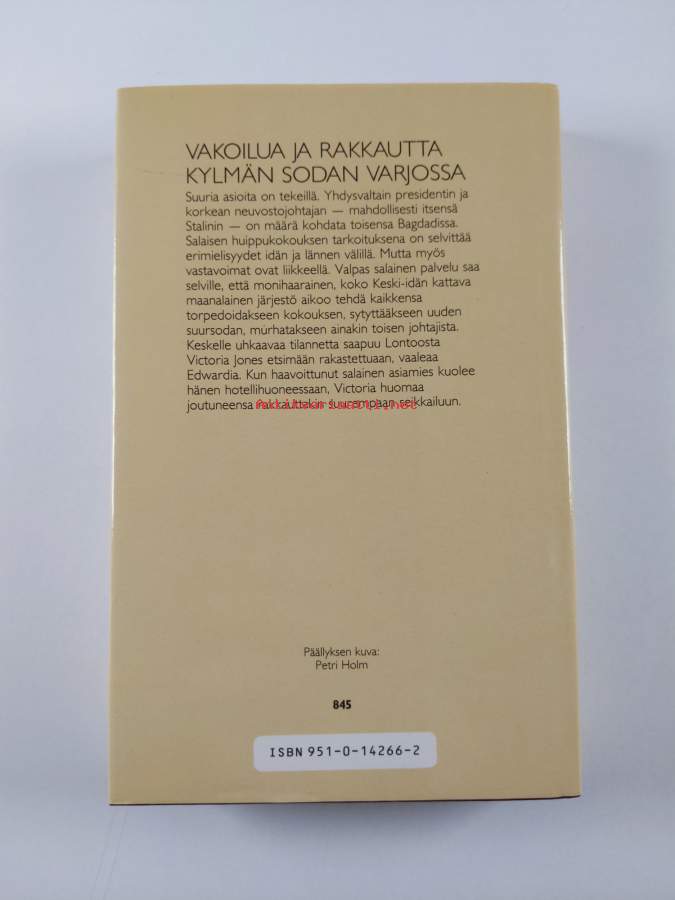 VAKOILUA JA RAKKAUTTA
KYLMÄN SODAN VARJOSSA
Suuria asioita on tekeillä. Yhdysvaltain presidentin ja
korkean neuvostojohtajan — mahdollisesti itsensä
Stalinin — on määrä kohdata toisensa Bagdadissa.
Salaisen huippukokouksen tarkoituksena on selvittää
erimielisyydet idän ja lännen välillä. Mutta myös
vastavoimat ovat liikkeellä. Valpas salainen palvelu saa
selville, että monihaarainen, koko Keski-idän kattava
maanalainen järjestö aikoo tehdä kaikkensa
torpedoidakseen kokouksen, sytyttääkseen uuden
suursodan, murhatakseen ainakin toisen johtajista.
Keskelle uhkaavaa tilannetta saapuu Lontoosta
Victoria Jones etsimään rakastettuaan, vaaleaa
Edwardia. Kun haavoittunut salainen asiamies kuolee
hänen hotellihuoneessaan, Victoria huomaa
joutuneensa rakkauttakin suurempaan seikkailuun.
Päällyksen kuva:
Petri Holm
845
ISBN 951-0-14266-2